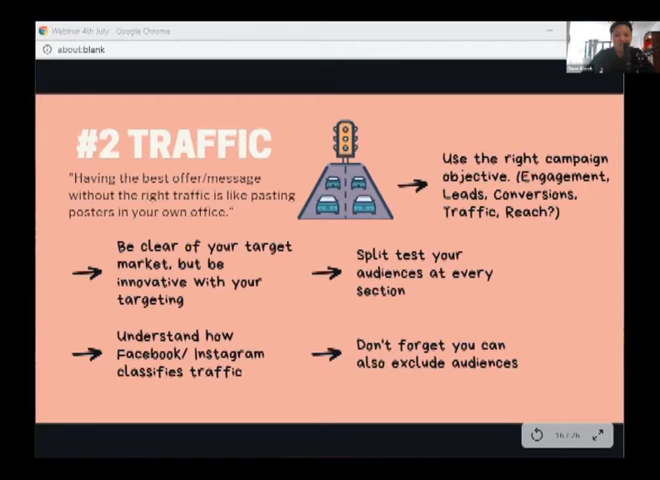 Webinar 4th July - Google Chrome
about:blank
#2 TRAFFIC
"Having the best offer/message
without the right traffic is like pasting
posters in your own office."
Use the right campaign
objective. (Engagement,
Leads, Conversions,
Traffic, Reach?)
Be clear of your target
market, but be
innovative with your
targeting
Split test your
audiences at every
section
Understand how
Facebook/ Instagram
classifies traffic
Don't forget you can
also exclude audiences
16 / 26